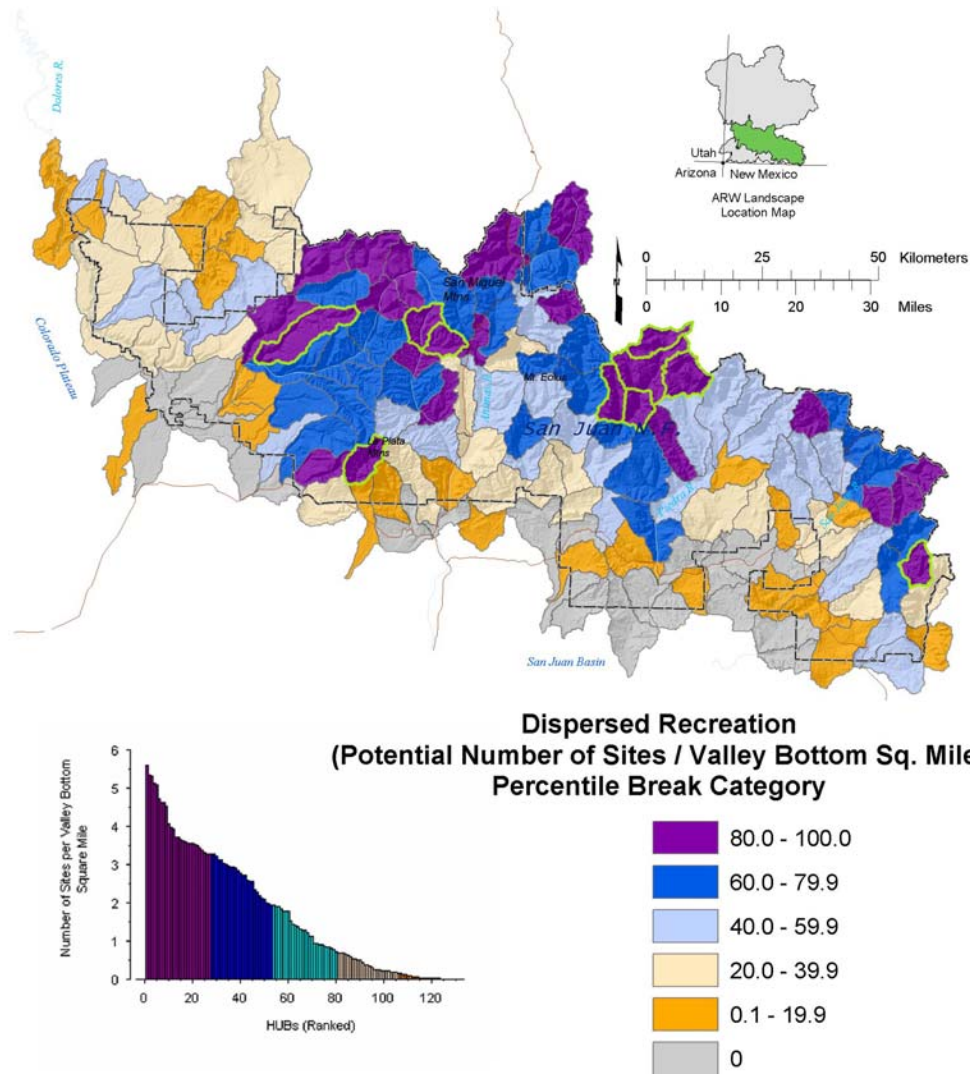 Dolores R.
Utah
Arizona
New Mexico
ARW Landscape
Location Map
N
0 25 50 Kilometers
0 10 20 30 Miles
San Miguel
Mtns
Colorado Plateau
Mt. Eolus
San Juan N.F.
La Plata
Mtns
Piedra R.
San Juan Basin
Dispersed Recreation
(Potential Number of Sites / Valley Bottom Sq. Mile
Percentile Break Category
80.0 - 100.0
60.0 - 79.9
40.0 - 59.9
20.0 - 39.9
0.1 - 19.9
0
Number of Sites per Valley Bottom
Square Mile
6
5
4
3
2
1
0
0 20 40 60 80 100 120
HUBs (Ranked)